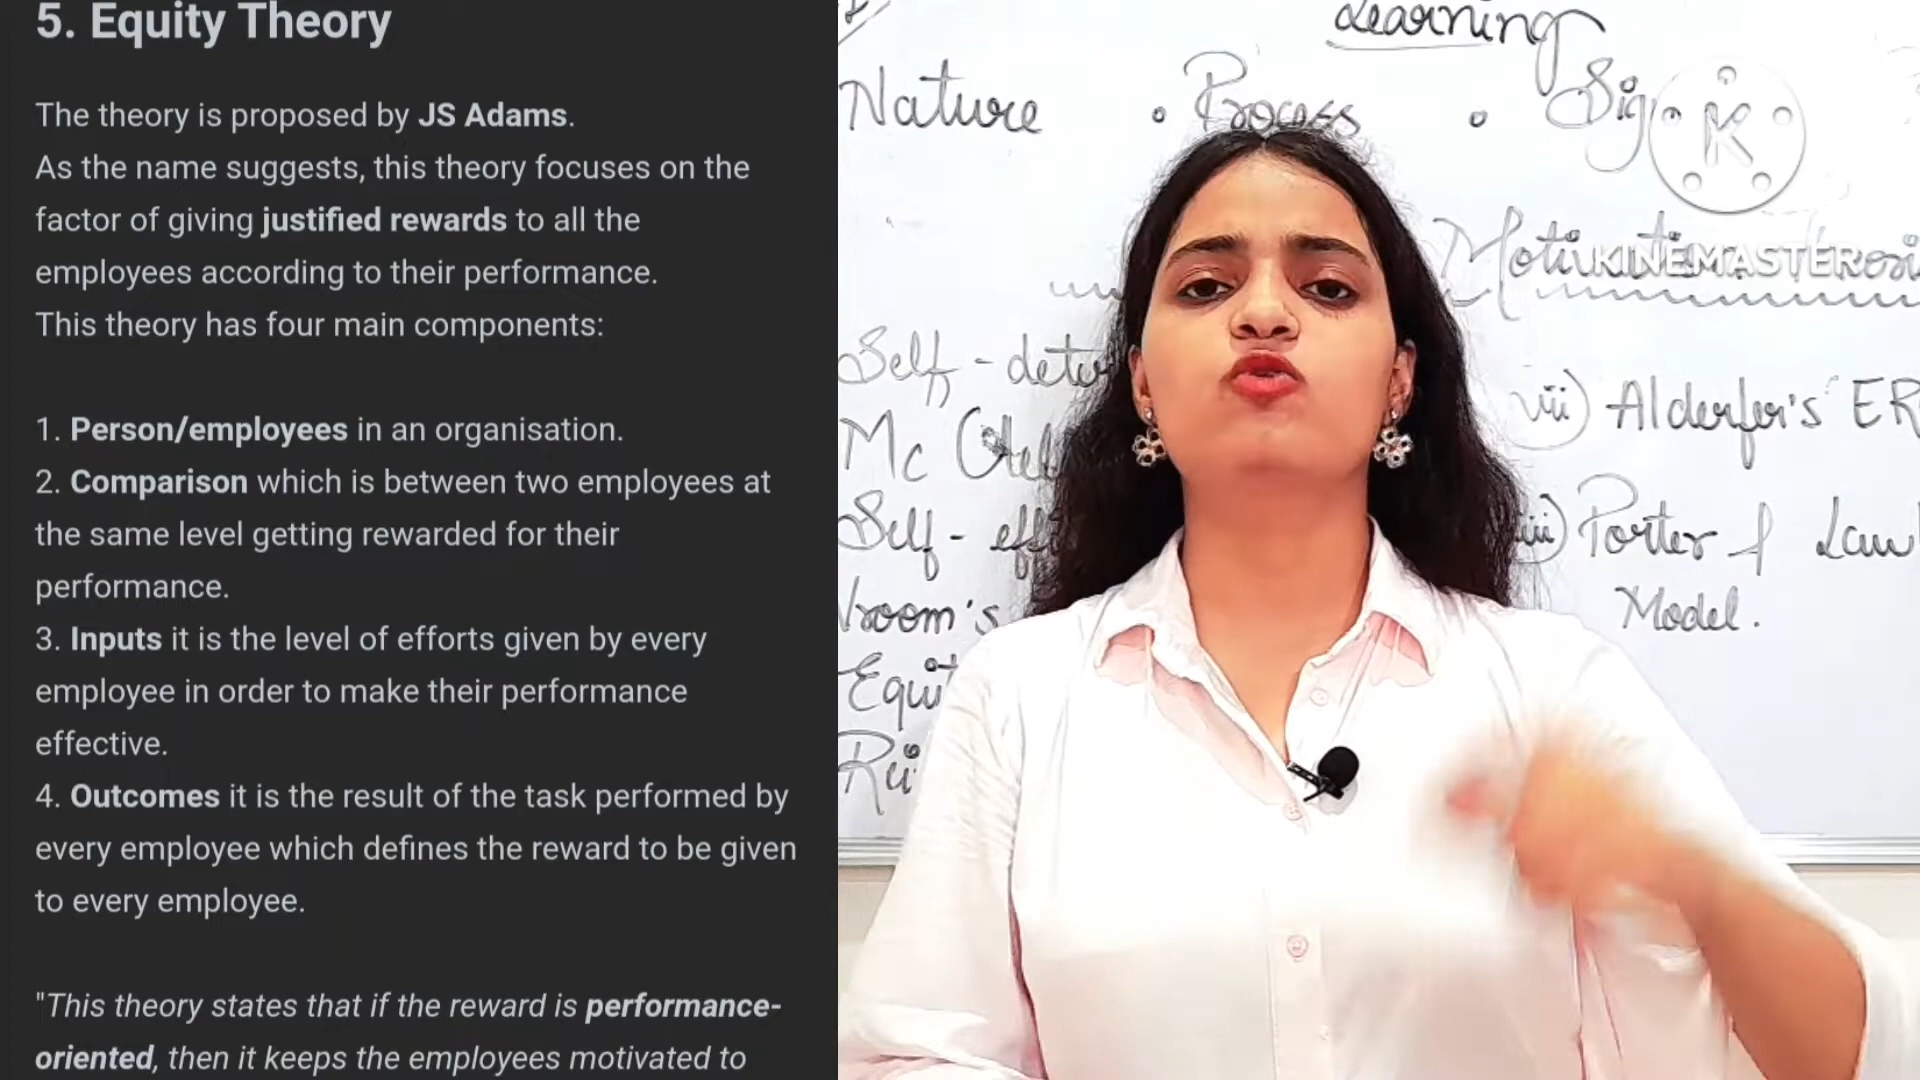 5. Equity Theory
The theory is proposed by JS Adams.
As the name suggests, this theory focuses on the
factor of giving justified rewards to all the
employees according to their performance.
This theory has four main components:
1. Person/employees in an organisation.
2. Comparison which is between two employees at
the same level getting rewarded for their
performance.
3. Inputs it is the level of efforts given by every
employee in order to make their performance
effective.
4. Outcomes it is the result of the task performed by
every employee which defines the reward to be given
to every employee.
"This theory states that if the reward is performance-
oriented, then it keeps the employees motivated to
Learning
Nature • Process •
KINEMASTER
Self -
Mc
Self -
Vroom's
viii) Alderfer's ER
Porter &
Model.